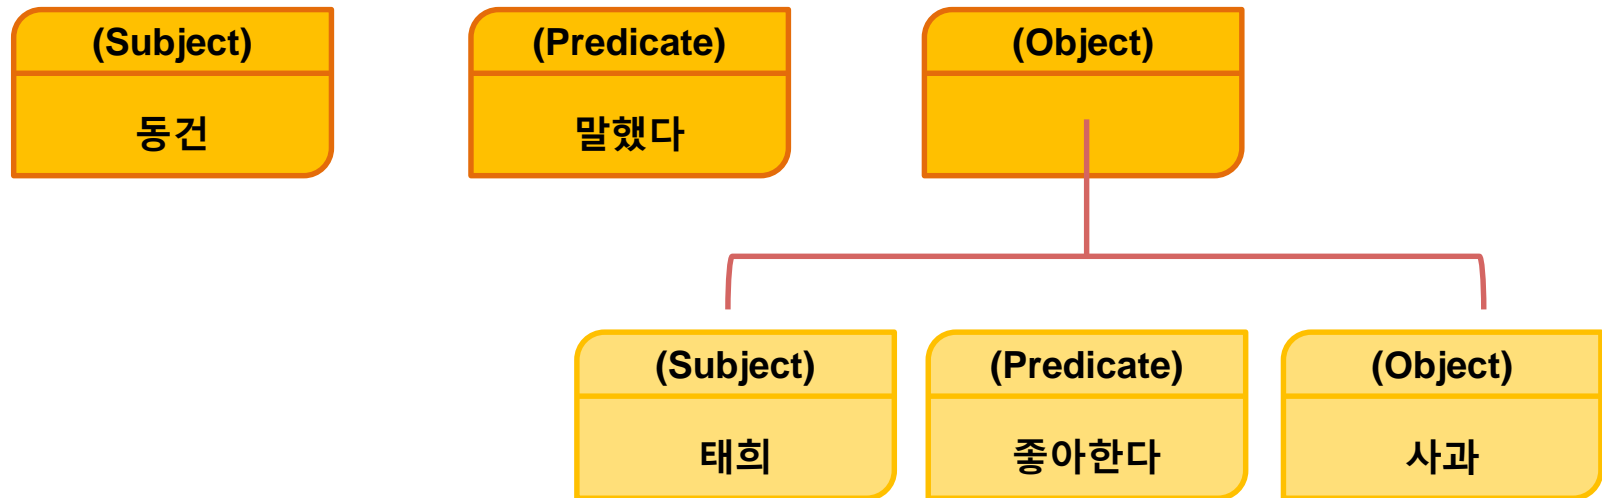 (Subject) (Predicate) (Object)
동건 말했다
(Subject) (Predicate) (Object)
태희 좋아한다 사과